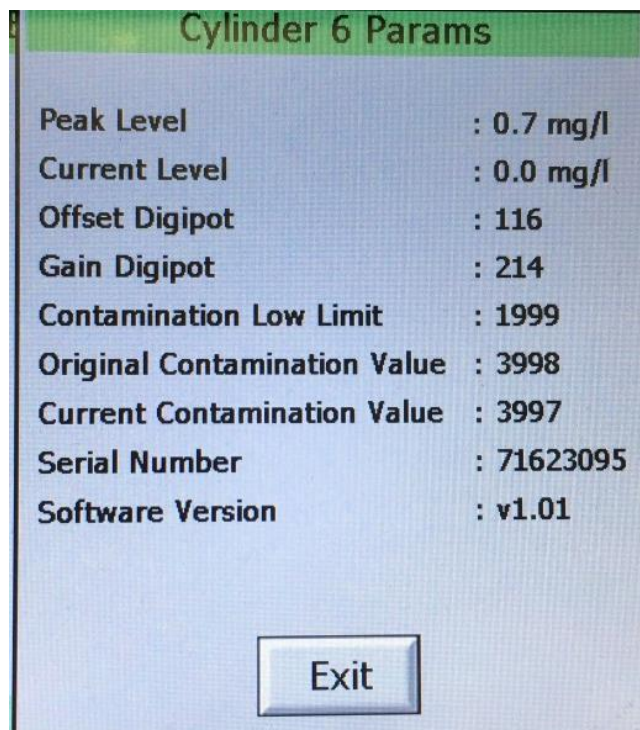 Cylinder 6 Params
Peak Level : 0.7 mg/l
Current Level : 0.0 mg/l
Offset Digipot : 116
Gain Digipot : 214
Contamination Low Limit : 1999
Original Contamination Value : 3998
Current Contamination Value : 3997
Serial Number : 71623095
Software Version : v1.01
Exit